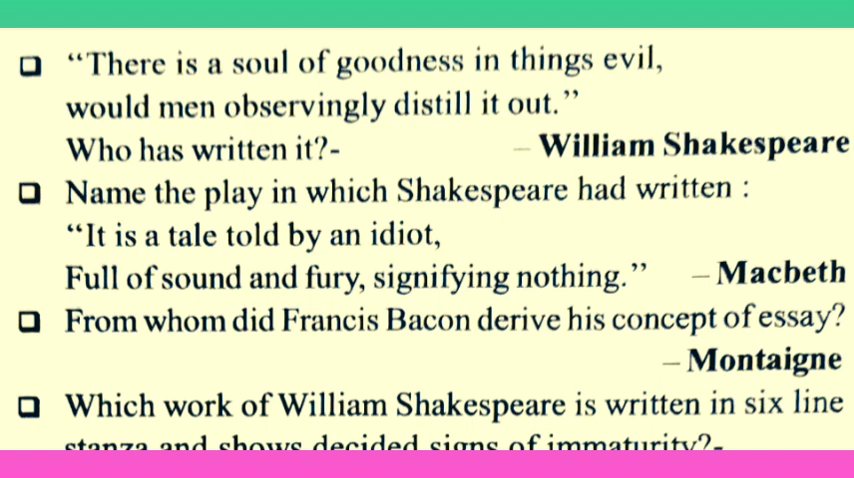 ❑ “There is a soul of goodness in things evil,
would men observingly distill it out.”
Who has written it?- – William Shakespeare
❑ Name the play in which Shakespeare had written :
“It is a tale told by an idiot,
Full of sound and fury, signifying nothing.” – Macbeth
❑ From whom did Francis Bacon derive his concept of essay?
– Montaigne
❑ Which work of William Shakespeare is written in six line
stanza and shows decided signs of immaturity?-